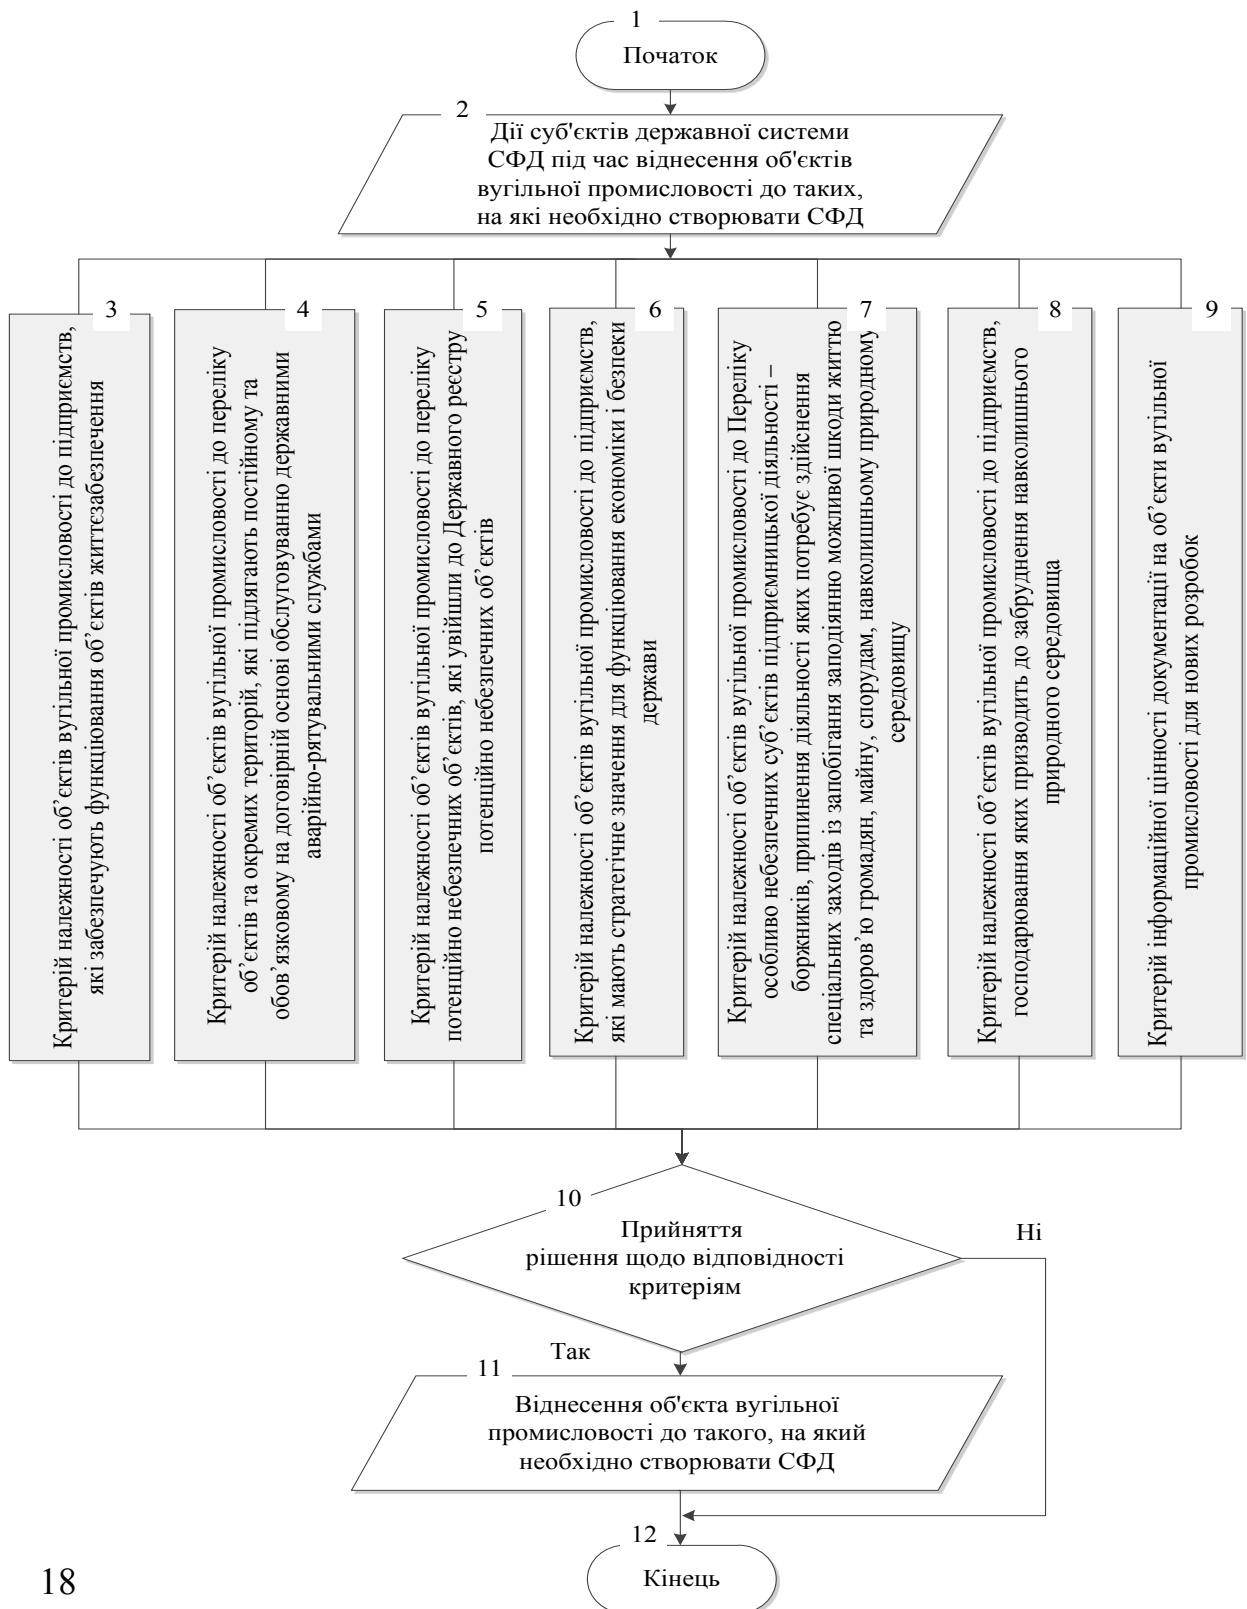 1
Початок
2
Дії суб'єктів державної системи
СФД під час віднесення об'єктів
вугільної промисловості до таких,
на які необхідно створювати СФД
3
Критерій належності об’єктів вугільної промисловості до підприємств,
які забезпечують функціонування об’єктів життєзабезпечення
4
Критерій належності об’єктів вугільної промисловості до переліку
об’єктів та окремих територій, які підлягають постійному та
обов’язковому на договірній основі обслуговуванню державними
аварійно-рятувальними службами
5
Критерій належності об’єктів вугільної промисловості до переліку
потенційно небезпечних об’єктів, які увійшли до Державного реєстру
потенційно небезпечних об’єктів
6
Критерій належності об’єктів вугільної промисловості до підприємств,
які мають стратегічне значення для функціонування економіки і безпеки
держави
7
Критерій належності об’єктів вугільної промисловості до Переліку
особливо небезпечних суб’єктів підприємницької діяльності –
боржників, припинення діяльності яких потребує здійснення
спеціальних заходів із запобігання заподіянню можливої шкоди життю
та здоров’ю громадян, майну, спорудам, навколишньому природному
середовищу
8
Критерій належності об’єктів вугільної промисловості до підприємств,
господарювання яких призводить до забруднення навколишнього
природного середовища
9
Критерій інформаційної цінності документації на об’єкти вугільної
промисловості для нових розробок
10
Прийняття
рішення щодо відповідності
критеріям
Ні
Так
11
Віднесення об'єкта вугільної
промисловості до такого, на який
необхідно створювати СФД
12
Кінець
18